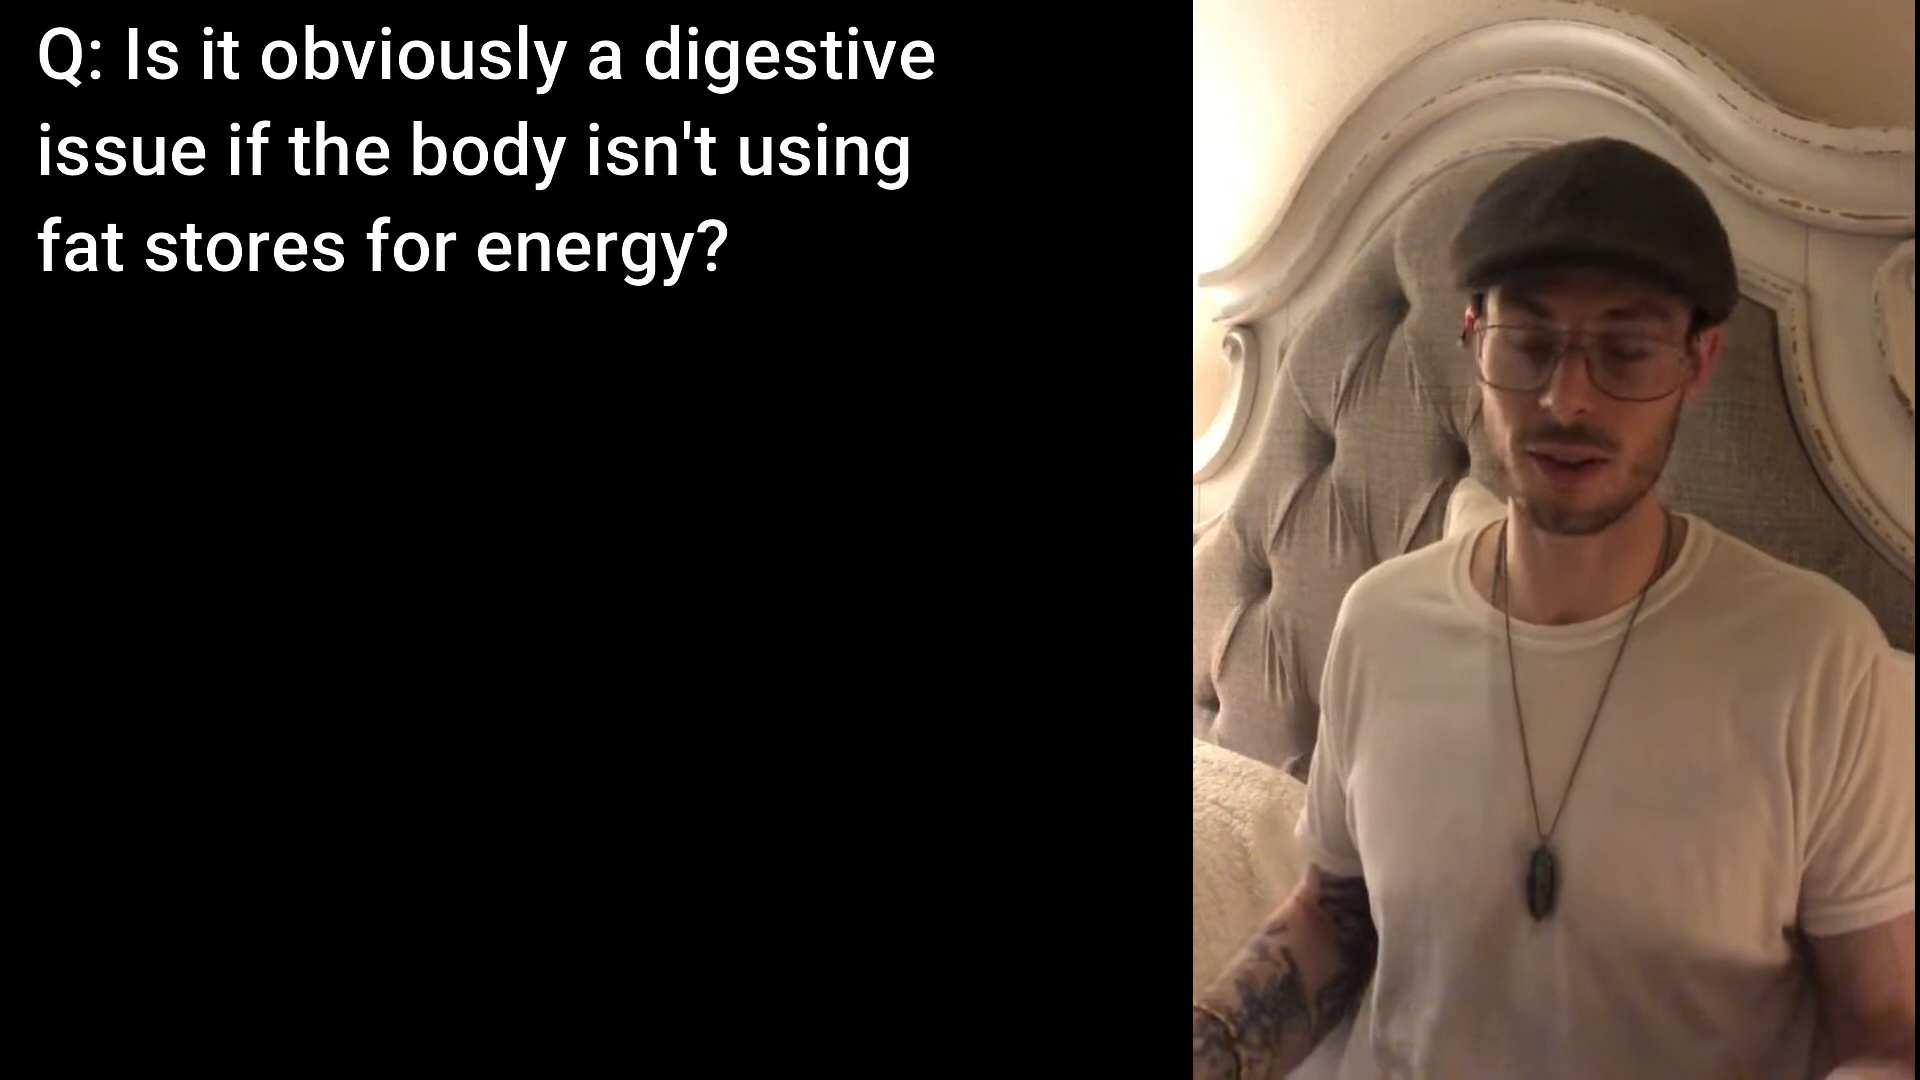 Q: Is it obviously a digestive
issue if the body isn't using
fat stores for energy?